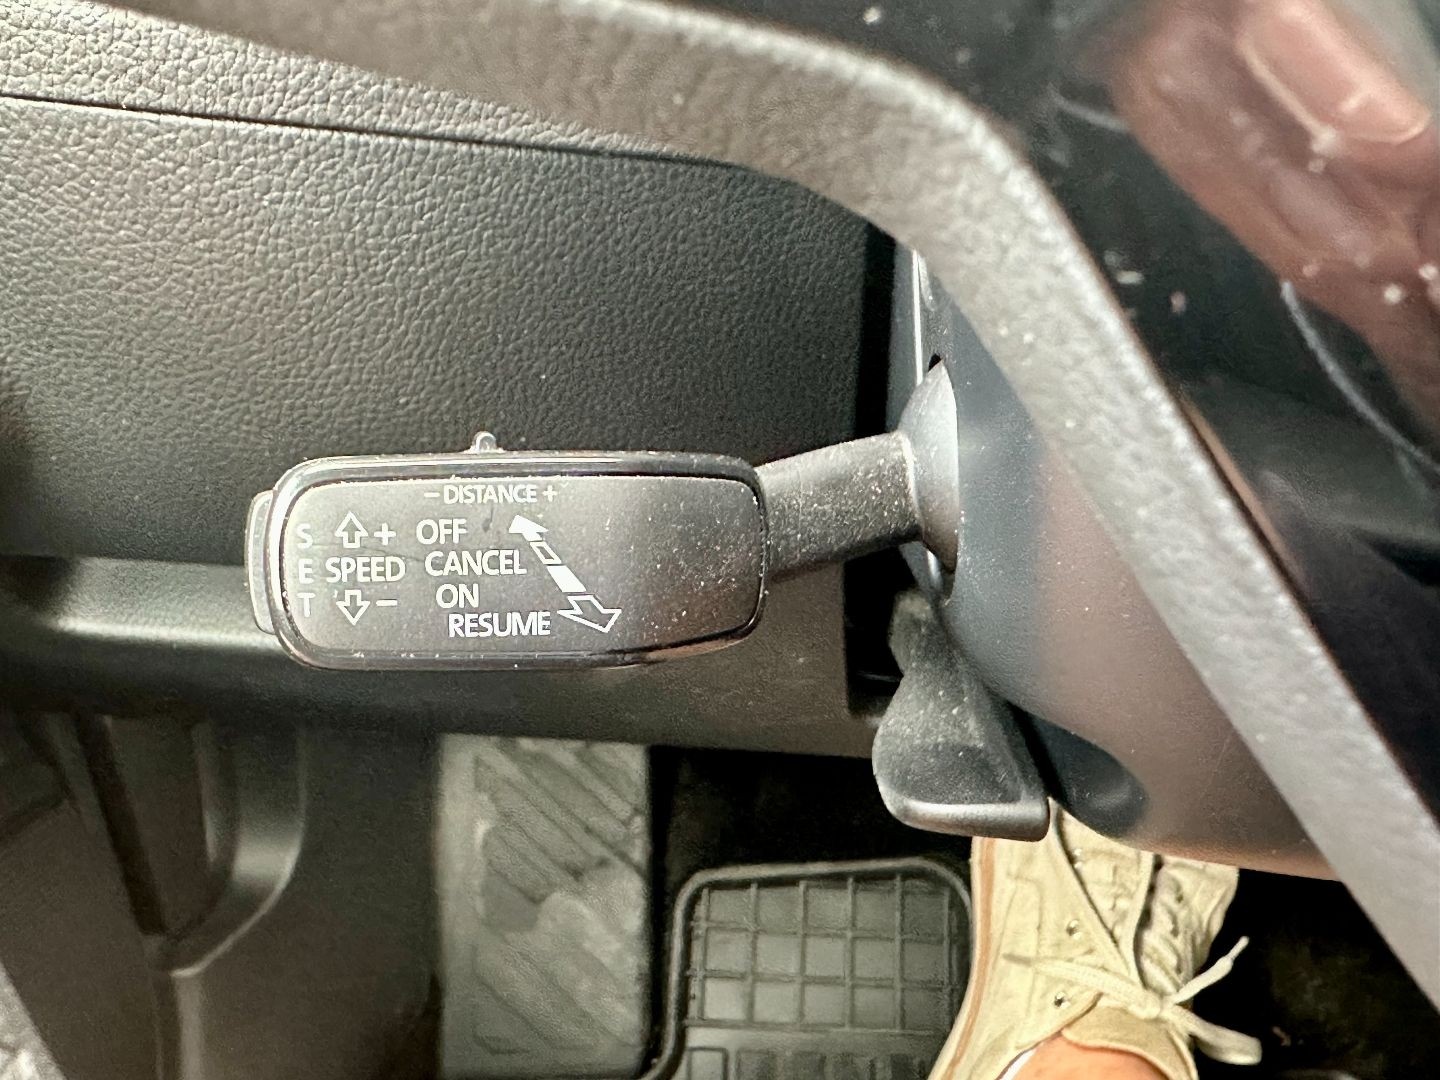 - DISTANCE +
S + OFF
E SPEED CANCEL
T - ON
RESUME